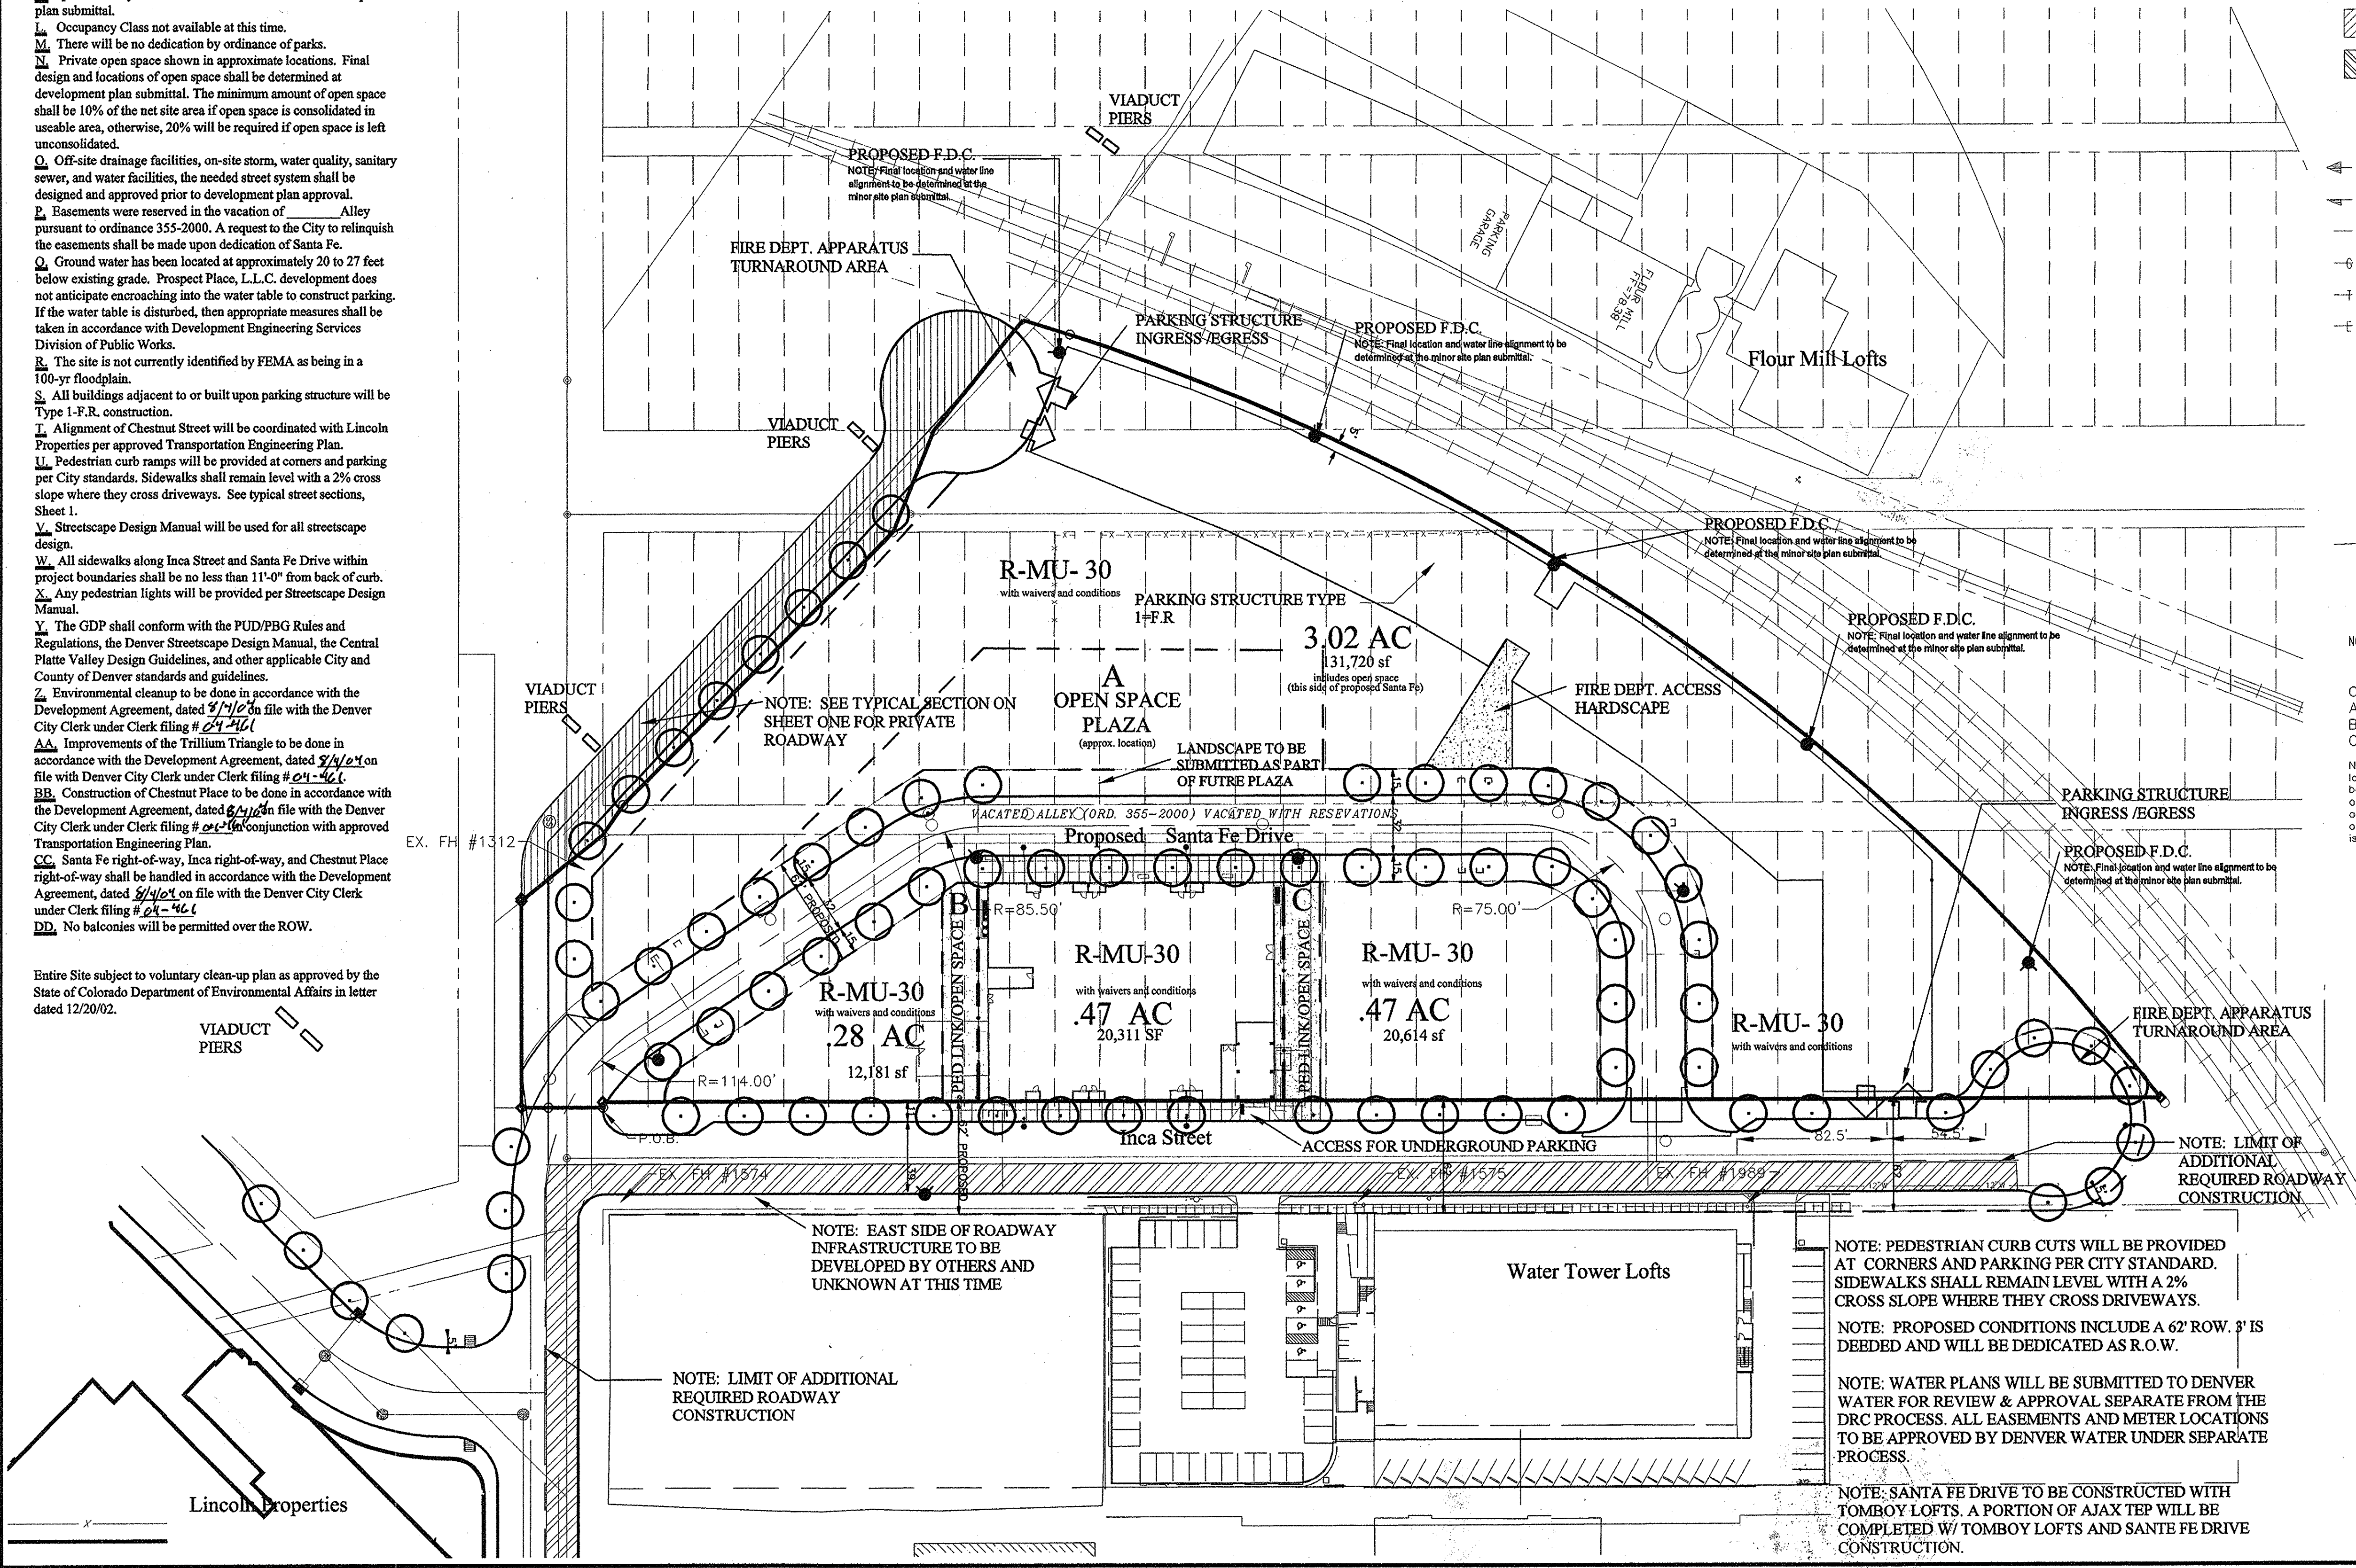 plan submittal.
L. Occupancy Class not available at this time.
M. There will be no dedication by ordinance of parks.
N. Private open space shown in approximate locations. Final
design and locations of open space shall be determined at
development plan submittal. The minimum amount of open space
shall be 10% of the net site area if open space is consolidated in
useable area, otherwise, 20% will be required if open space is left
unconsolidated.
O. Off-site drainage facilities, on-site storm, water quality, sanitary
sewer, and water facilities, the needed street system shall be
designed and approved prior to development plan approval.
P. Easements were reserved in the vacation of ________Alley
pursuant to ordinance 355-2000. A request to the City to relinquish
the easements shall be made upon dedication of Santa Fe.
Q. Ground water has been located at approximately 20 to 27 feet
below existing grade. Prospect Place, L.L.C. development does
not anticipate encroaching into the water table to construct parking.
If the water table is disturbed, then appropriate measures shall be
taken in accordance with Development Engineering Services
Division of Public Works.
R. The site is not currently identified by FEMA as being in a
100-yr floodplain.
S. All buildings adjacent to or built upon parking structure will be
Type 1-F.R. construction.
T. Alignment of Chestnut Street will be coordinated with Lincoln
Properties per approved Transportation Engineering Plan.
U. Pedestrian curb ramps will be provided at corners and parking
per City standards. Sidewalks shall remain level with a 2% cross
slope where they cross driveways. See typical street sections,
Sheet 1.
V. Streetscape Design Manual will be used for all streetscape
design.
W. All sidewalks along Inca Street and Santa Fe Drive within
project boundaries shall be no less than 11'-0" from back of curb.
X. Any pedestrian lights will be provided per Streetscape Design
Manual.
Y. The GDP shall conform with the PUD/PBG Rules and
Regulations, the Denver Streetscape Design Manual, the Central
Platte Valley Design Guidelines, and other applicable City and
County of Denver standards and guidelines.
Z. Environmental cleanup to be done in accordance with the
Development Agreement, dated 8/4/04 on file with the Denver
City Clerk under Clerk filing # 04-461
AA. Improvements of the Trillium Triangle to be done in
accordance with the Development Agreement, dated 8/4/04 on
file with Denver City Clerk under Clerk filing # 04-461.
BB. Construction of Chestnut Place to be done in accordance with
the Development Agreement, dated 8/4/04 on file with the Denver
City Clerk under Clerk filing # in conjunction with approved
Transportation Engineering Plan.
CC. Santa Fe right-of-way, Inca right-of-way, and Chestnut Place
right-of-way shall be handled in accordance with the Development
Agreement, dated 8/4/04 on file with the Denver City Clerk
under Clerk filing # 04-461
DD. No balconies will be permitted over the ROW.
Entire Site subject to voluntary clean-up plan as approved by the
State of Colorado Department of Environmental Affairs in letter
dated 12/20/02.
VIADUCT
PIERS
VIADUCT
PIERS
PROPOSED F.D.C.
NOTE: Final location and water line
alignment to be determined at the
minor site plan submittal.
FIRE DEPT. APPARATUS
TURNAROUND AREA
PARKING STRUCTURE
INGRESS /EGRESS
PROPOSED F.D.C.
NOTE: Final location and water line alignment to be
determined at the minor site plan submittal.
PARKING
GARAGE
FLOUR
MILL
FF=78.38
Flour Mill Lofts
VIADUCT
PIERS
5'
PROPOSED F.D.C.
NOTE: Final location and water line alignment to be
determined at the minor site plan submittal.
R-MU- 30
with waivers and conditions
PARKING STRUCTURE TYPE
1=F.R
3.02 AC
131,720 sf
includes open space
(this side of proposed Santa Fe)
PROPOSED F.D.C.
NOTE: Final location and water line alignment to be
determined at the minor site plan submittal.
A
OPEN SPACE
PLAZA
(approx. location)
FIRE DEPT. ACCESS
HARDSCAPE
VIADUCT
PIERS
NOTE: SEE TYPICAL SECTION ON
SHEET ONE FOR PRIVATE
ROADWAY
LANDSCAPE TO BE
SUBMITTED AS PART
OF FUTRE PLAZA
15
PARKING STRUCTURE
INGRESS /EGRESS
VACATED ALLEY (ORD. 355-2000) VACATED WITH RESEVATIONS
32
EX. FH #1312
Proposed Santa Fe Drive
PROPOSED F.D.C.
NOTE: Final location and water line alignment to be
determined at the minor site plan submittal.
15
15
62' PROPOSED
32
15
B
R=85.50'
C
R=75.00'
PED LINK/OPEN SPACE
PED LINK/OPEN SPACE
R-MU-30
with waivers and conditions
.47 AC
20,311 SF
R-MU- 30
with waivers and conditions
.47 AC
20,614 sf
R-MU-30
with waivers and conditions
.28 AC
12,181 sf
R-MU- 30
with waivers and conditions
FIRE DEPT. APPARATUS
TURNAROUND AREA
R=114.00'
P.O.B.
62' PROPOSED
39
Inca Street
ACCESS FOR UNDERGROUND PARKING
82.5'
54.5'
NOTE: LIMIT OF
ADDITIONAL
REQUIRED ROADWAY
CONSTRUCTION
EX. FH #1574
EX. FH #1575
62
EX. FH #1989
62
12"W
12"W
5'
NOTE: EAST SIDE OF ROADWAY
INFRASTRUCTURE TO BE
DEVELOPED BY OTHERS AND
UNKNOWN AT THIS TIME
Water Tower Lofts
5'
NOTE: LIMIT OF ADDITIONAL
REQUIRED ROADWAY
CONSTRUCTION
Lincoln Properties
X
NOTE: PEDESTRIAN CURB CUTS WILL BE PROVIDED
AT CORNERS AND PARKING PER CITY STANDARD.
SIDEWALKS SHALL REMAIN LEVEL WITH A 2%
CROSS SLOPE WHERE THEY CROSS DRIVEWAYS.
NOTE: PROPOSED CONDITIONS INCLUDE A 62' ROW. 3' IS
DEEDED AND WILL BE DEDICATED AS R.O.W.
NOTE: WATER PLANS WILL BE SUBMITTED TO DENVER
WATER FOR REVIEW & APPROVAL SEPARATE FROM THE
DRC PROCESS. ALL EASEMENTS AND METER LOCATIONS
TO BE APPROVED BY DENVER WATER UNDER SEPARATE
PROCESS.
NOTE: SANTA FE DRIVE TO BE CONSTRUCTED WITH
TOMBOY LOFTS. A PORTION OF AJAX TEP WILL BE
COMPLETED W/ TOMBOY LOFTS AND SANTE FE DRIVE
CONSTRUCTION.